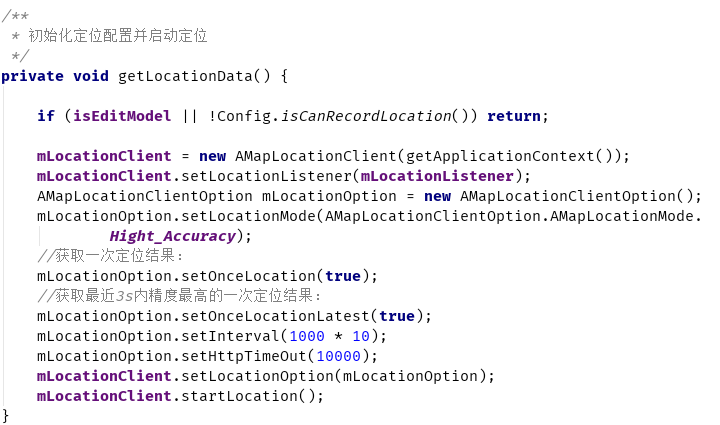 /**
 * 初始化定位配置并启动定位
 */
private void getLocationData() {
if (isEditModel || !Config.isCanRecordLocation()) return;
mLocationClient = new AMapLocationClient(getApplicationContext());
mLocationClient.setLocationListener(mLocationListener);
AMapLocationClientOption mLocationOption = new AMapLocationClientOption();
mLocationOption.setLocationMode(AMapLocationClientOption.AMapLocationMode.
Hight_Accuracy);
//获取一次定位结果：
mLocationOption.setOnceLocation(true);
//获取最近3s内精度最高的一次定位结果：
mLocationOption.setOnceLocationLatest(true);
mLocationOption.setInterval(1000 * 10);
mLocationOption.setHttpTimeOut(10000);
mLocationClient.setLocationOption(mLocationOption);
mLocationClient.startLocation();
}